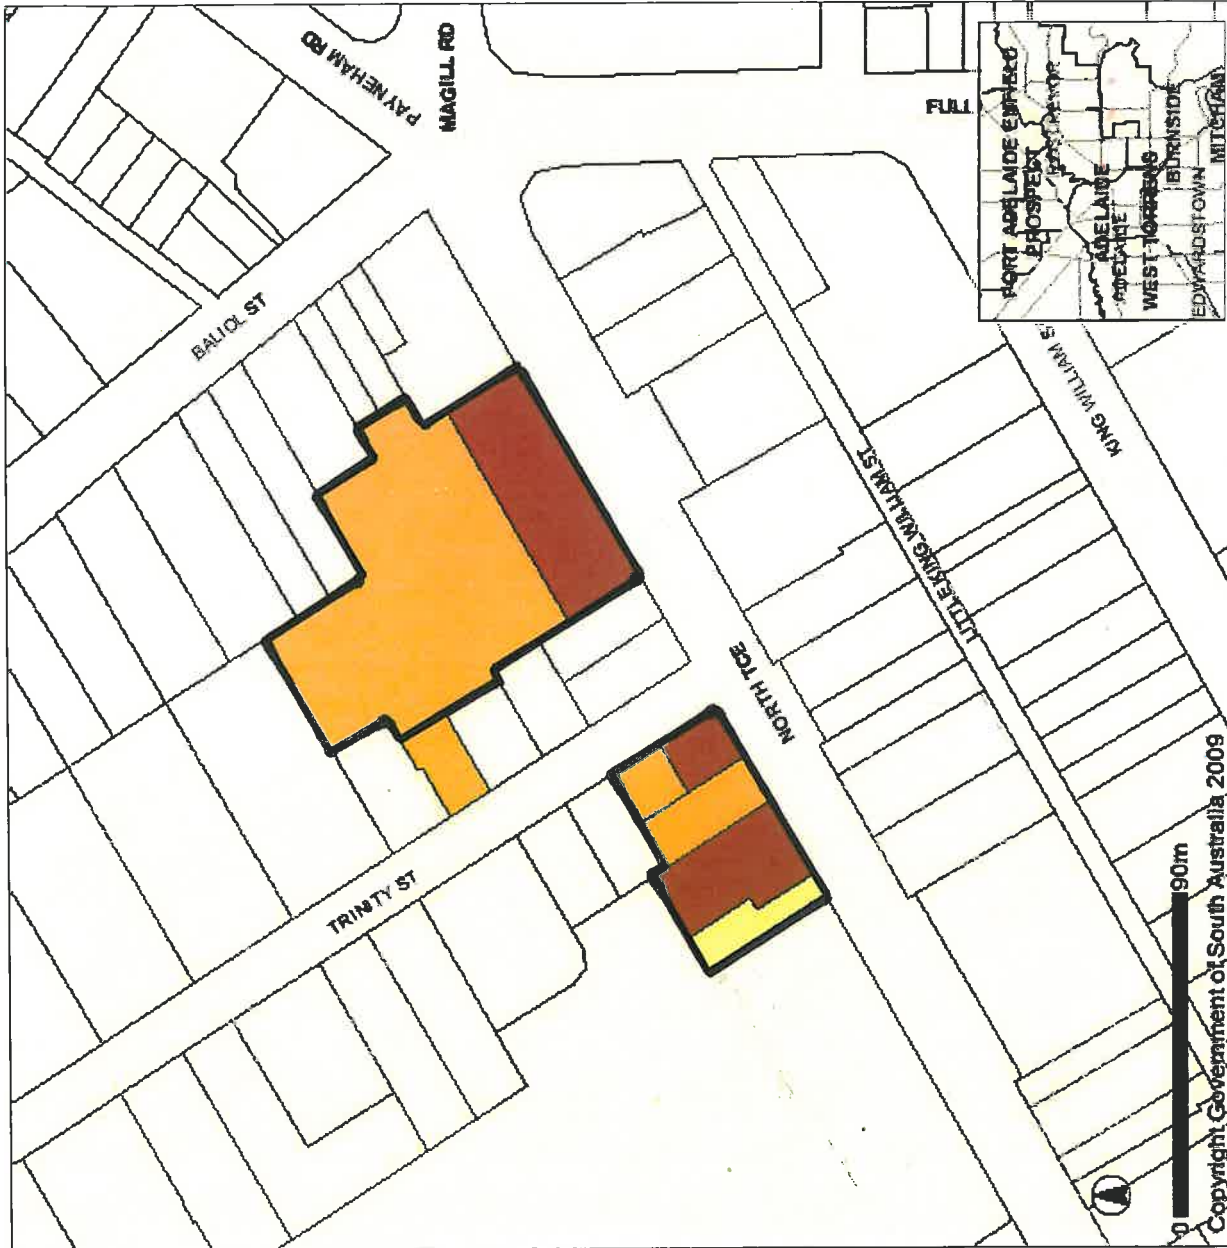 PAYNEHAM RD
MAGILL RD
FULL
BALIOL ST
TRINITY ST
NORTH TCE
LITTLE KING WILLIAM ST
KING WILLIAM S
PORT ADELAIDE ENFIELD
PROSPECT
ADELAIDE
ADELAIDE
WEST TORRENS
BURNSIDE
EDWARDSTOWN
MITCHAM
0 90m
Copyright Government of South Australia 2009